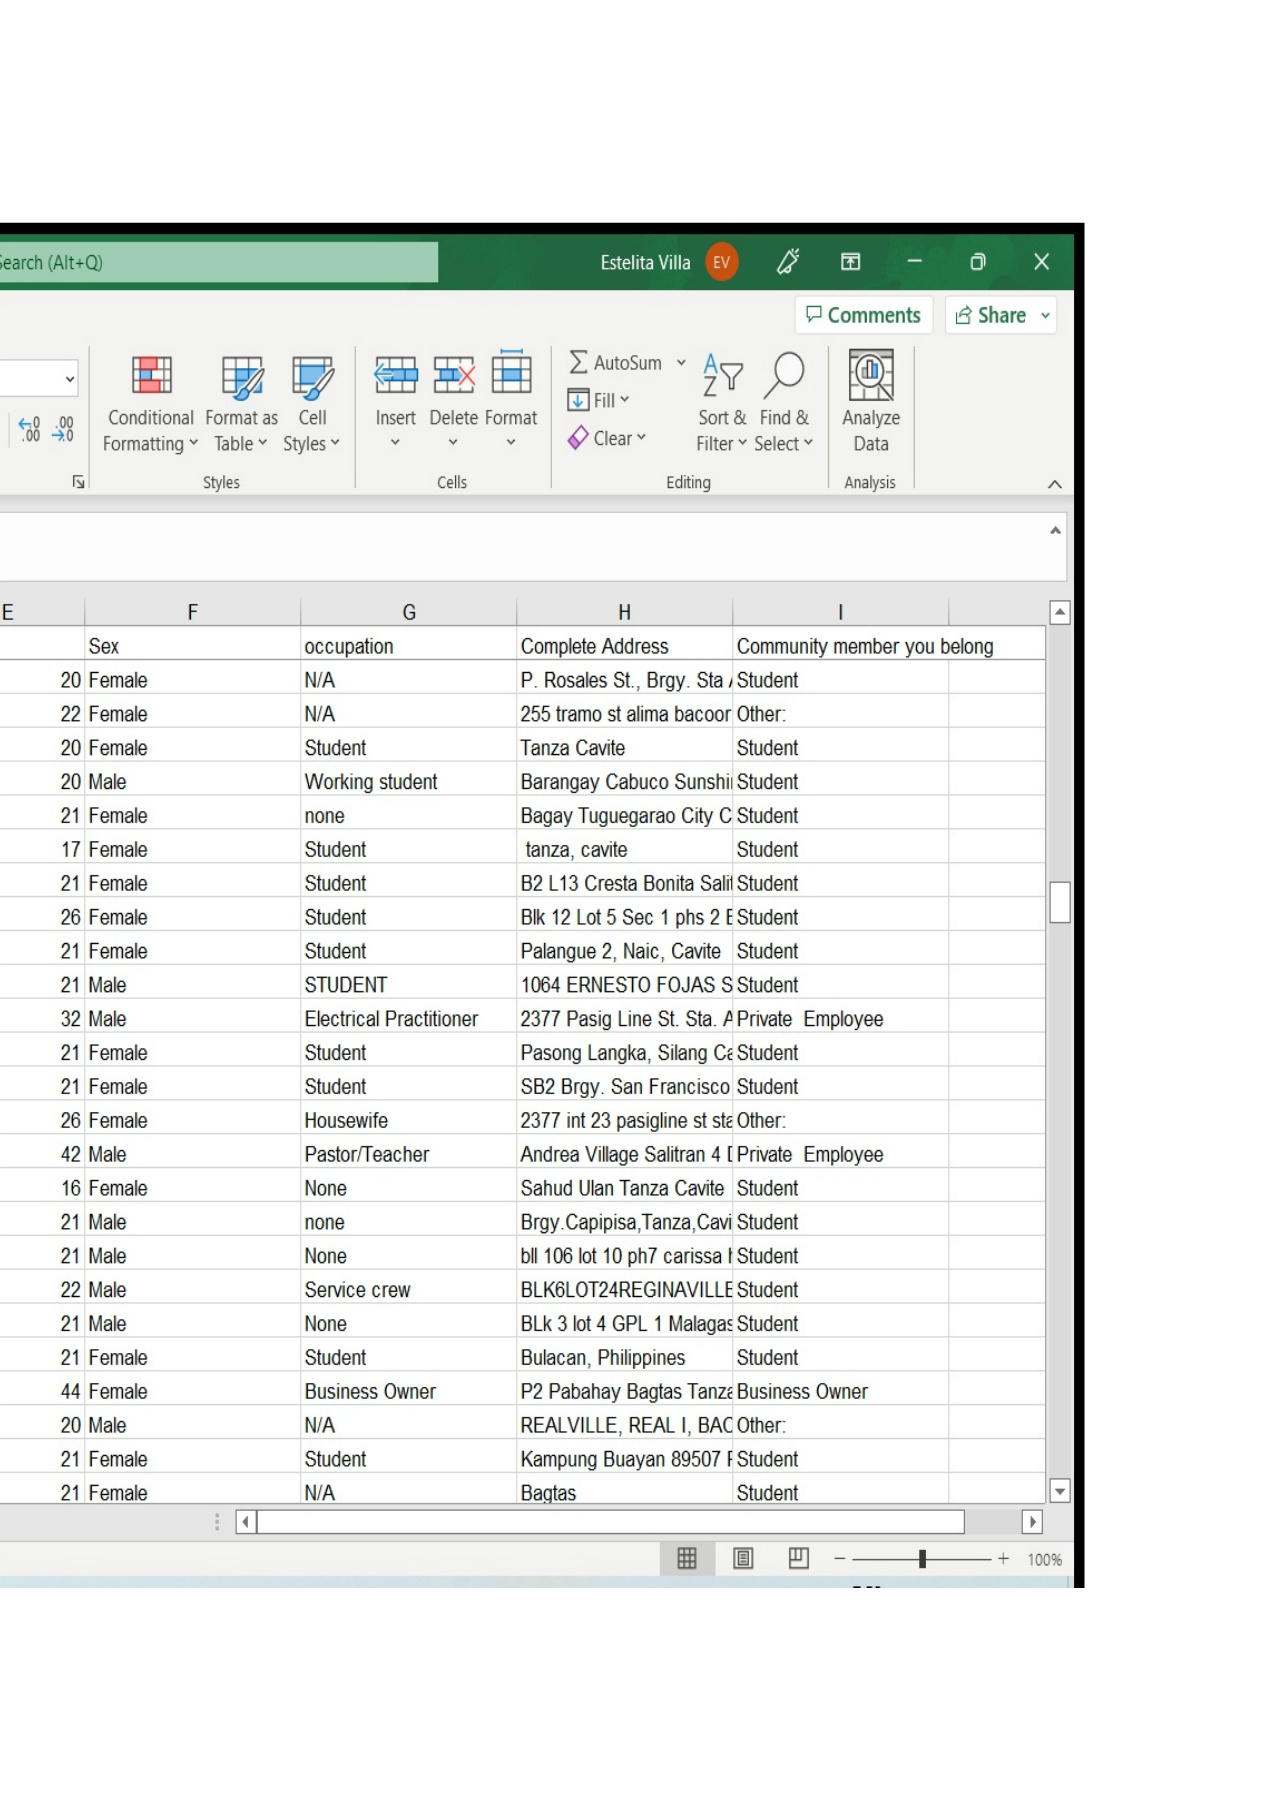 Search (Alt+Q) Estelita Villa EV
Comments Share
AutoSum
Fill
Clear
Conditional Formatting
Format as Table
Cell Styles
Insert Delete Format
Sort & Filter
Find & Select
Analyze Data
Styles Cells Editing Analysis
E F G H I
Sex occupation Complete Address Community member you belong
20 Female N/A P. Rosales St., Brgy. Sta Student
22 Female N/A 255 tramo st alima bacoor Other:
20 Female Student Tanza Cavite Student
20 Male Working student Barangay Cabuco Sunshi Student
21 Female none Bagay Tuguegarao City C Student
17 Female Student tanza, cavite Student
21 Female Student B2 L13 Cresta Bonita Salit Student
26 Female Student Blk 12 Lot 5 Sec 1 phs 2 Student
21 Female Student Palangue 2, Naic, Cavite Student
21 Male STUDENT 1064 ERNESTO FOJAS S Student
32 Male Electrical Practitioner 2377 Pasig Line St. Sta. A Private Employee
21 Female Student Pasong Langka, Silang Ca Student
21 Female Student SB2 Brgy. San Francisco Student
26 Female Housewife 2377 int 23 pasigline st sta Other:
42 Male Pastor/Teacher Andrea Village Salitran 4 Private Employee
16 Female None Sahud Ulan Tanza Cavite Student
21 Male none Brgy.Capipisa,Tanza,Cavi Student
21 Male None bll 106 lot 10 ph7 carissa Student
22 Male Service crew BLK6LOT24REGINAVILLE Student
21 Male None BLk 3 lot 4 GPL 1 Malagas Student
21 Female Student Bulacan, Philippines Student
44 Female Business Owner P2 Pabahay Bagtas Tanza Business Owner
20 Male N/A REALVILLE, REAL I, BAC Other:
21 Female Student Kampung Buayan 89507 Student
21 Female N/A Bagtas Student
100%